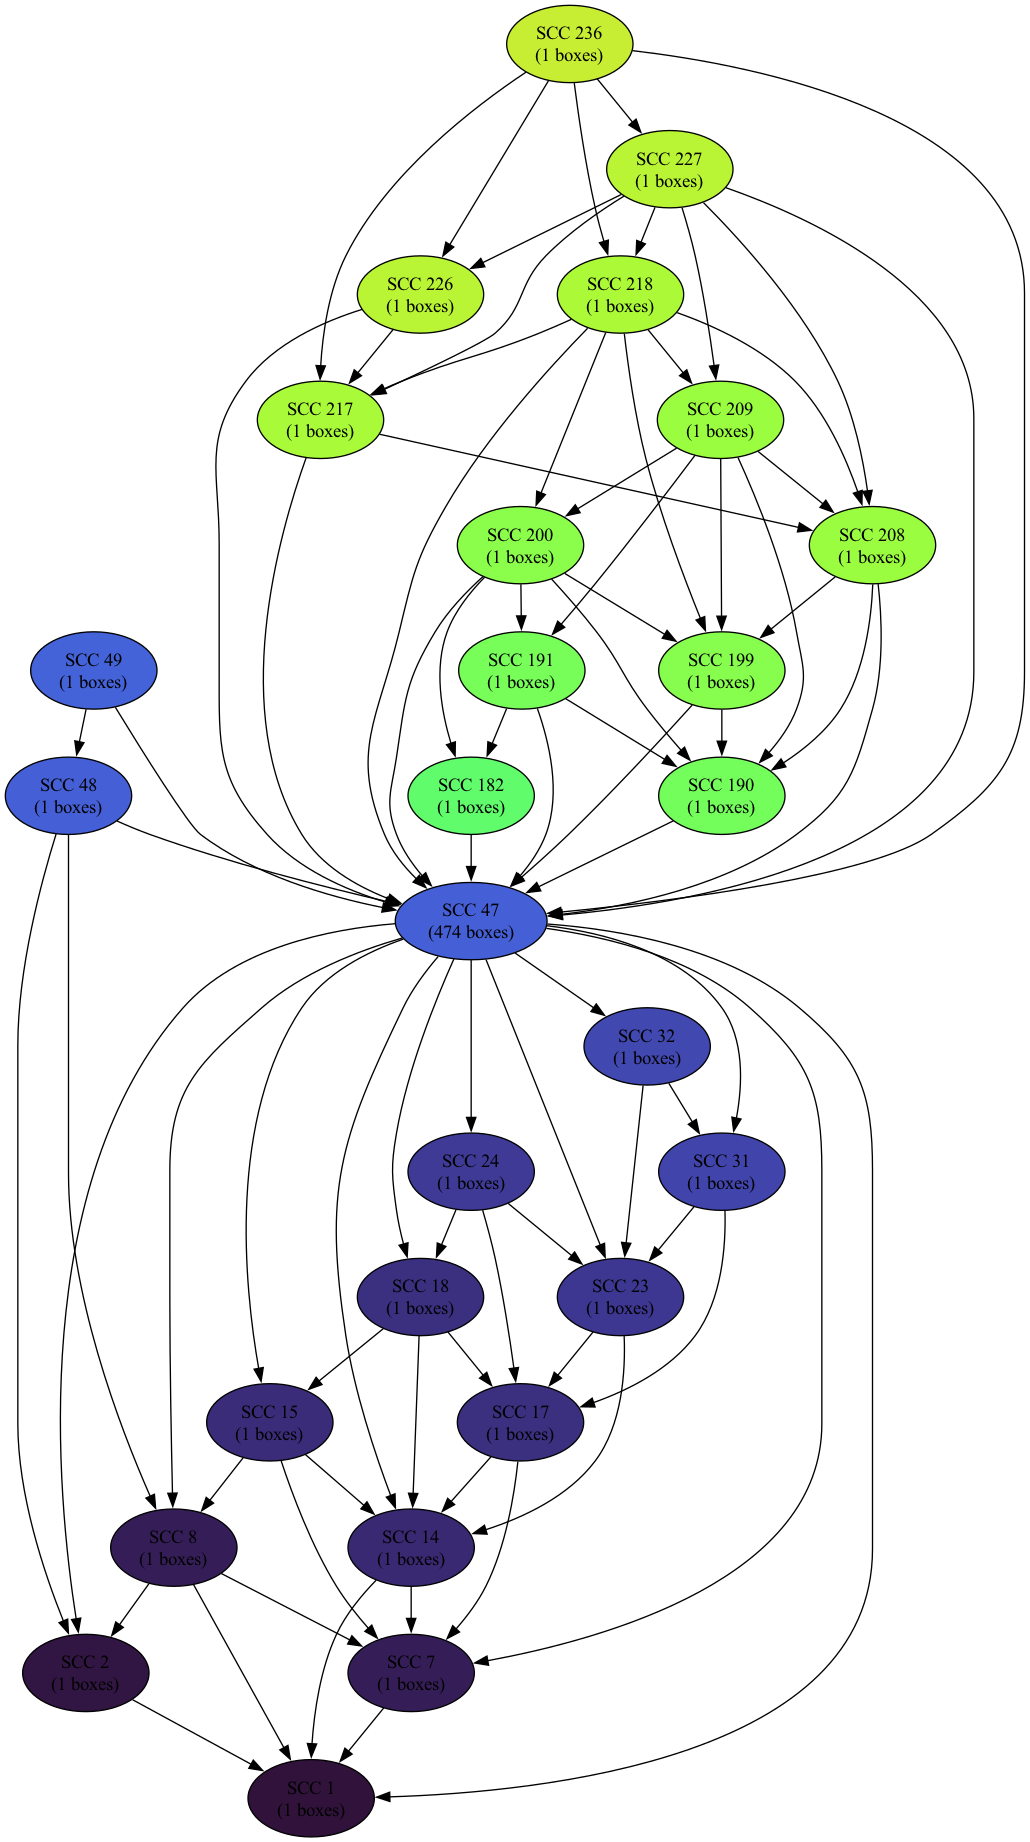 SCC 236
(1 boxes)
SCC 227
(1 boxes)
SCC 226
(1 boxes)
SCC 218
(1 boxes)
SCC 217
(1 boxes)
SCC 209
(1 boxes)
SCC 200
(1 boxes)
SCC 208
(1 boxes)
SCC 49
(1 boxes)
SCC 191
(1 boxes)
SCC 199
(1 boxes)
SCC 48
(1 boxes)
SCC 182
(1 boxes)
SCC 190
(1 boxes)
SCC 47
(474 boxes)
SCC 32
(1 boxes)
SCC 24
(1 boxes)
SCC 31
(1 boxes)
SCC 18
(1 boxes)
SCC 23
(1 boxes)
SCC 15
(1 boxes)
SCC 17
(1 boxes)
SCC 8
(1 boxes)
SCC 14
(1 boxes)
SCC 2
(1 boxes)
SCC 7
(1 boxes)
SCC 1
(1 boxes)